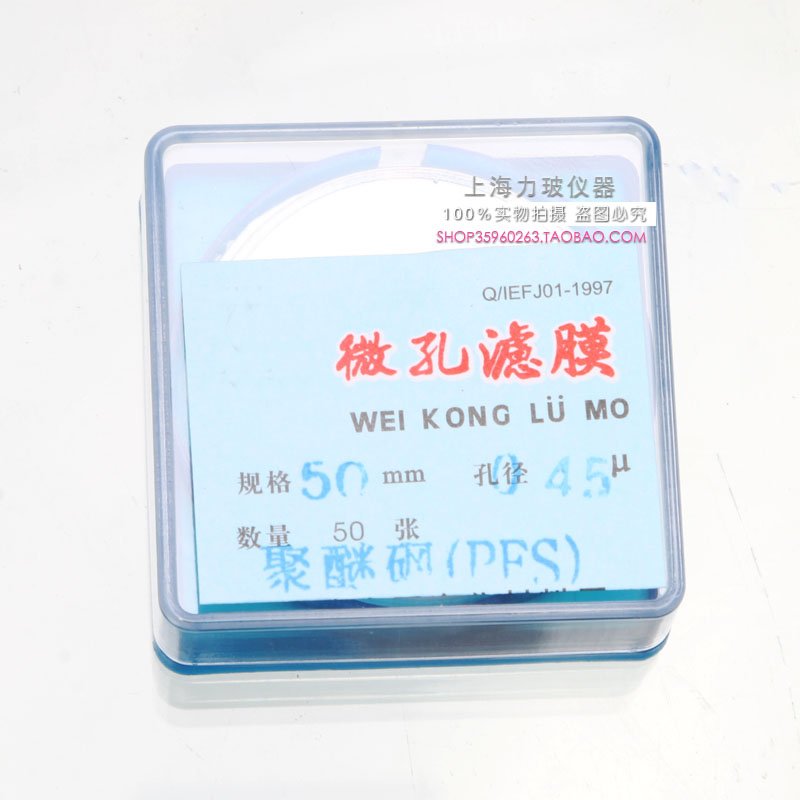 上海力玻仪器
100%实物拍摄 盗图必究
SHOP35960263.TAOBAO.COM
Q/IEFJ01-1997
微孔滤膜
WEI KONG LÜ MO
规格 50 mm 孔径 0 45 μ
数量 50 张
聚醚砜(PES)